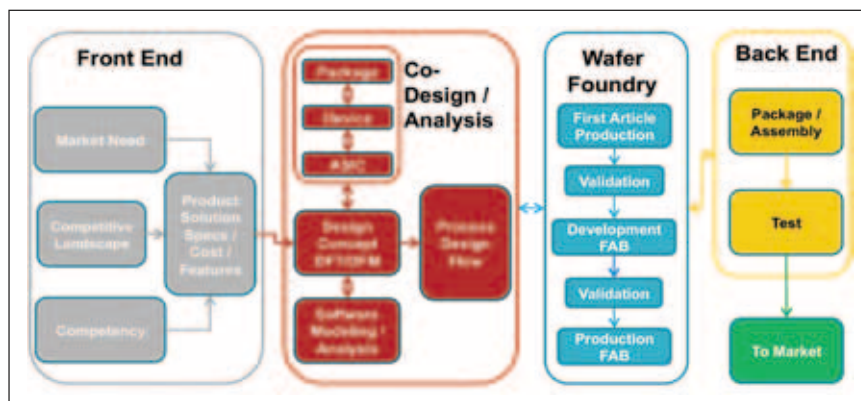 Front End
Market Need
Competitive
Landscape
Competency
Product:
Solution
Specs /
Cost /
Features
Co-
Design /
Analysis
Package
Device
ASIC
Design
Concept
DFT/DFM
Software
Modeling /
Analysis
Process
Design
Flow
Wafer
Foundry
First Article
Production
Validation
Development
FAB
Validation
Production
FAB
Back End
Package /
Assembly
Test
To Market